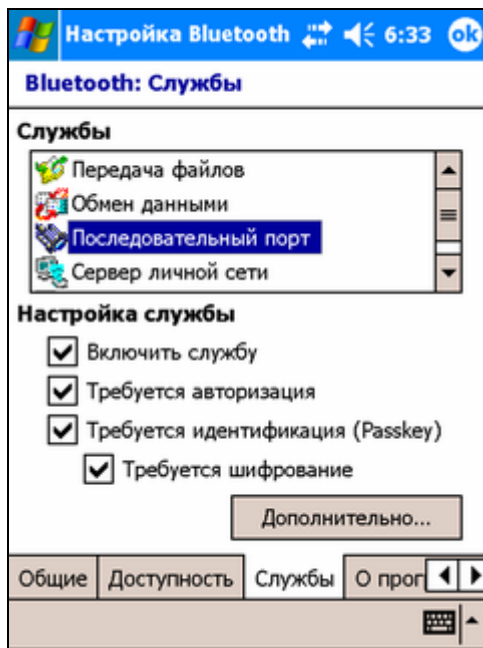 Настройка Bluetooth 6:33 ok
Bluetooth: Службы
Службы
Передача файлов
Обмен данными
Последовательный порт
Сервер личной сети
Настройка службы
Включить службу
Требуется авторизация
Требуется идентификация (Passkey)
Требуется шифрование
Дополнительно...
Общие Доступность Службы О прог